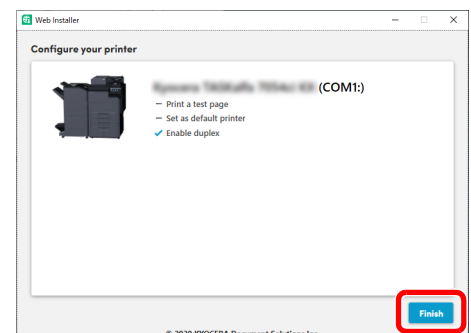 Web Installer
Configure your printer
(COM1:)
Print a test page
Set as default printer
Enable duplex
Finish